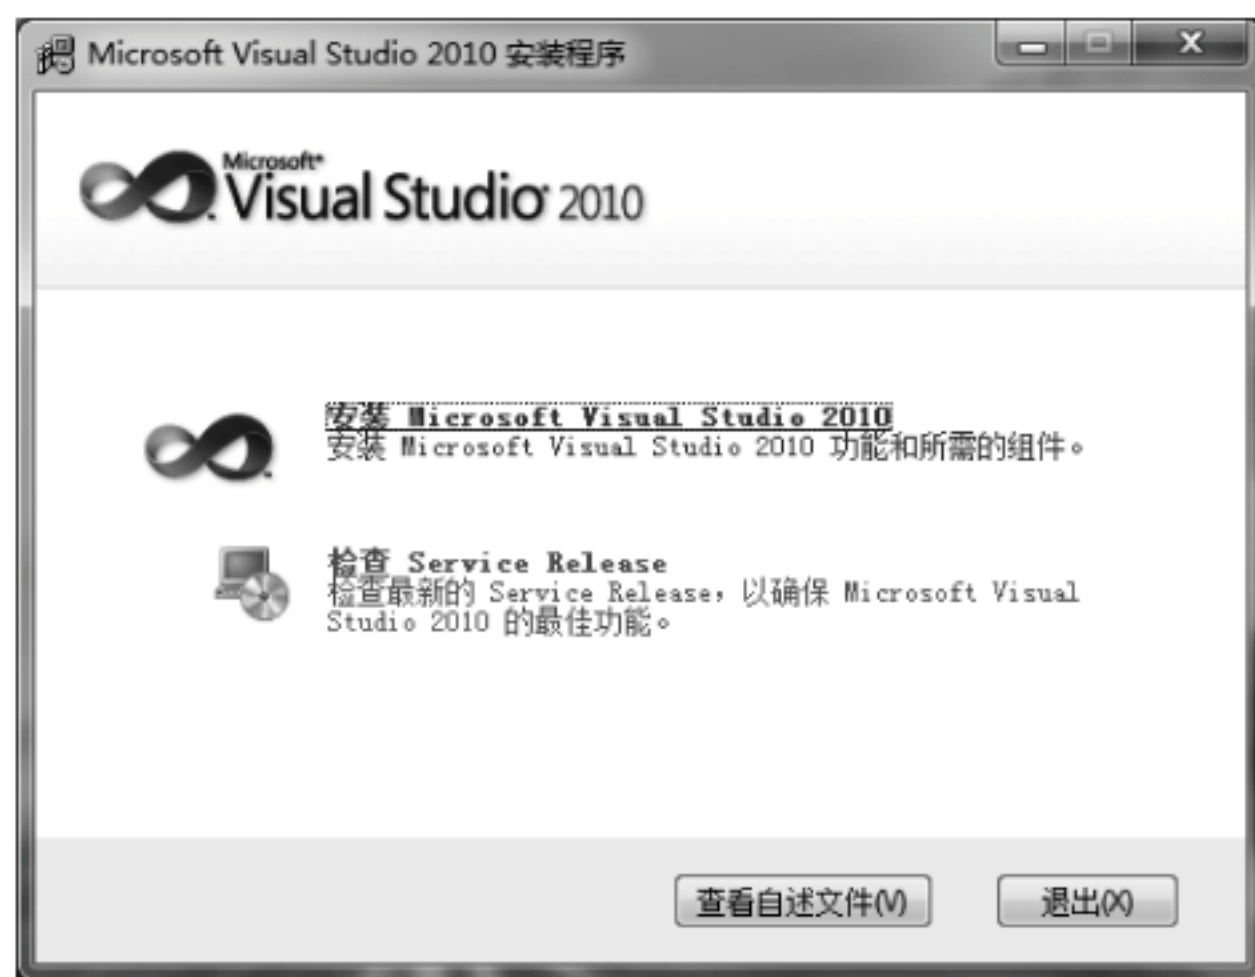 Microsoft Visual Studio 2010 安装程序
Microsoft®
Visual Studio 2010
安装 Microsoft Visual Studio 2010
安装 Microsoft Visual Studio 2010 功能和所需的组件。
检查 Service Release
检查最新的 Service Release，以确保 Microsoft Visual
Studio 2010 的最佳功能。
查看自述文件(V) 退出(X)